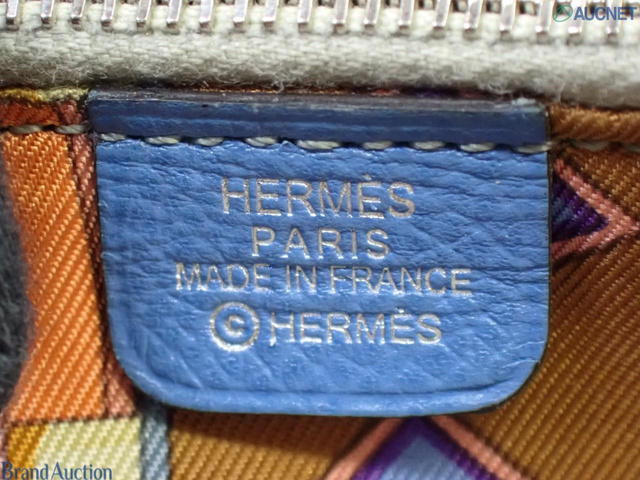 AUCNET
HERMÈS
PARIS
MADE IN FRANCE
©HERMÈS
Brand Auction